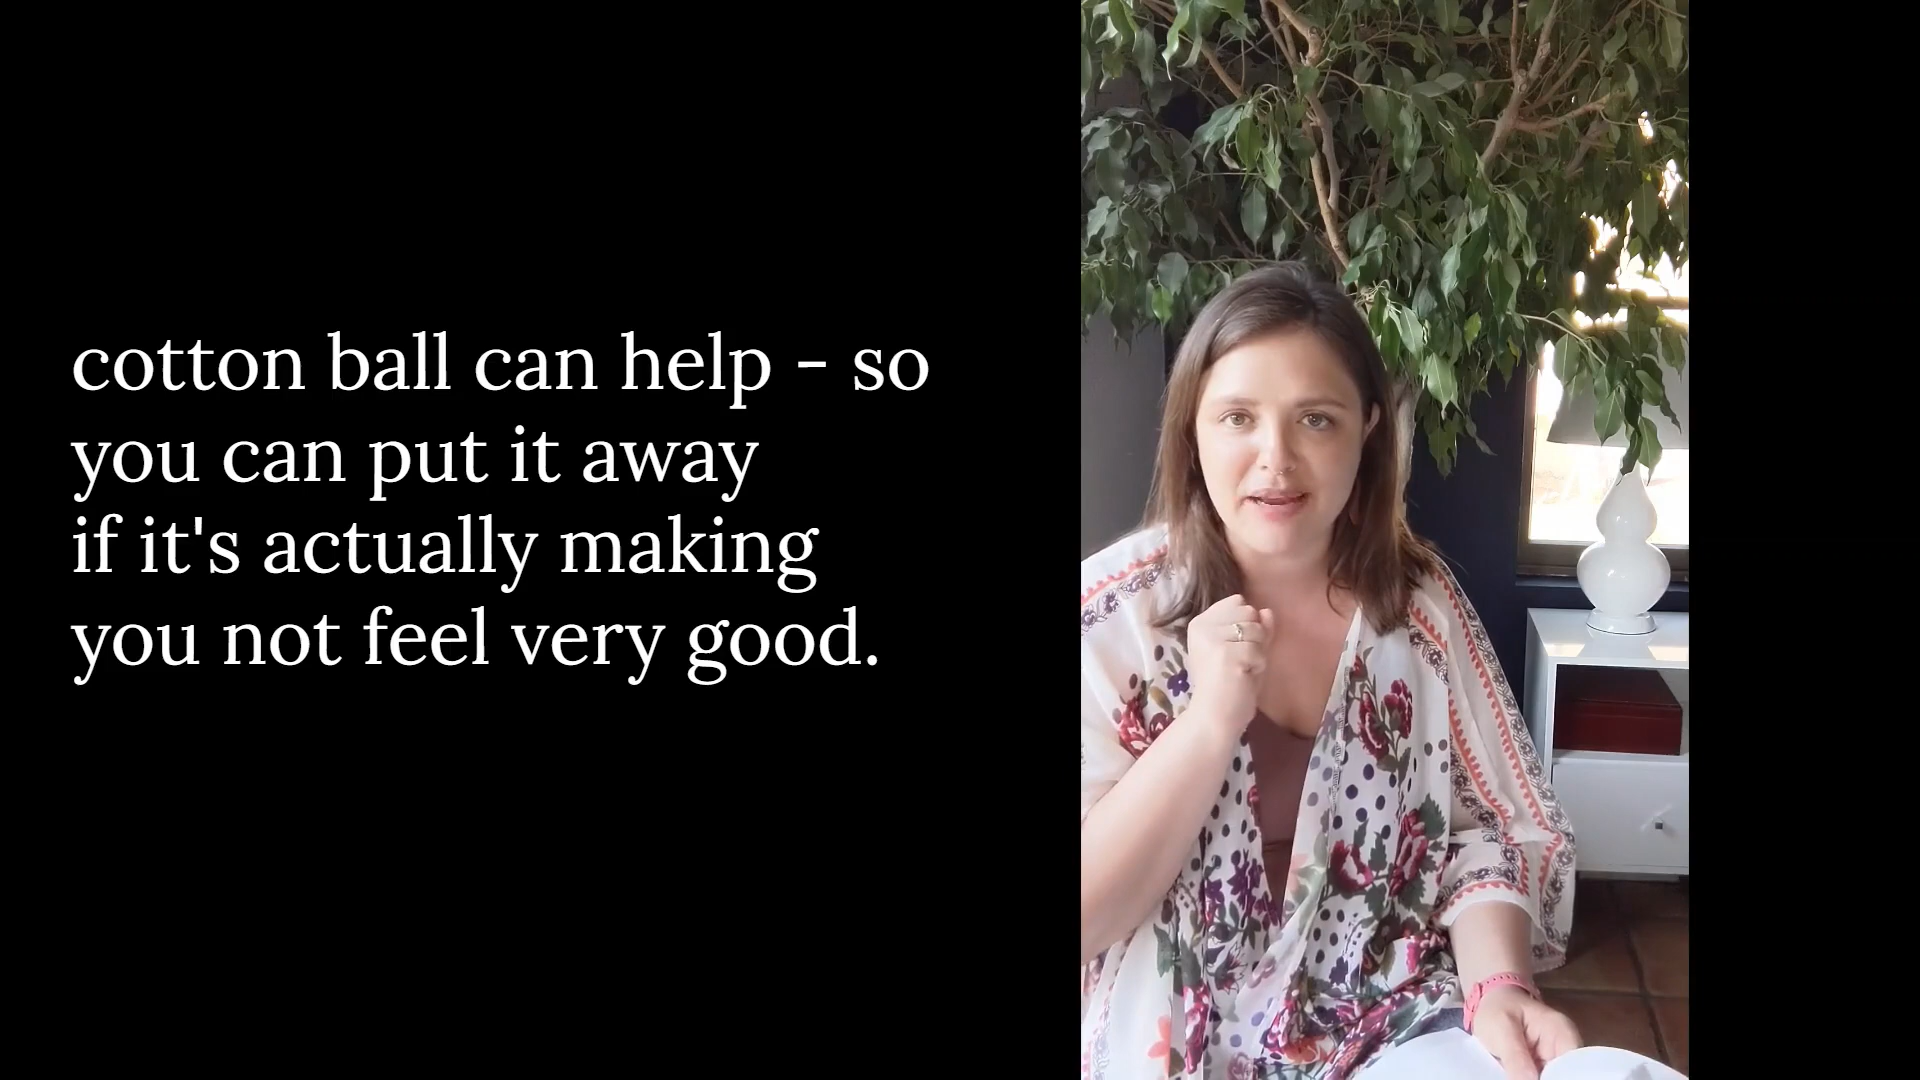 cotton ball can help - so
you can put it away
if it's actually making
you not feel very good.